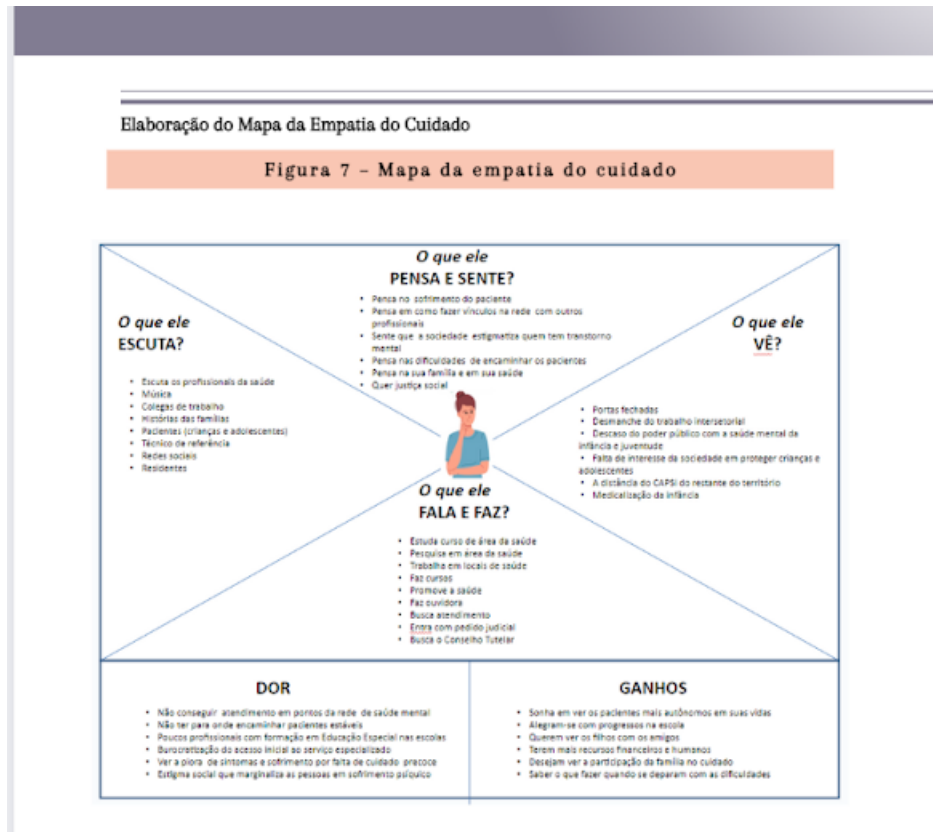 Elaboração do Mapa da Empatia do Cuidado
Figura 7 – Mapa da empatia do cuidado
O que ele
PENSA E SENTE?
• Pensa no sofrimento do paciente
• Pensa em como fazer vínculos na rede com outros
profissionais
• Sente que a sociedade estigmatiza quem tem transtorno
mental
• Pensa nas dificuldades de encaminhar os pacientes
• Pensa na sua família e em sua saúde
• Quer justiça social
O que ele
ESCUTA?
• Escuta os profissionais da saúde
• Música
• Colegas de trabalho
• Histórias das famílias
• Pacientes (crianças e adolescentes)
• Técnico de referência
• Redes sociais
• Residentes
O que ele
VÊ?
• Portas fechadas
• Desmanche do trabalho intersetorial
• Descaso do poder público com a saúde mental da
infância e juventude
• Falta de interesse da sociedade em proteger crianças e
adolescentes
• A distância do CAPSi do restante do território
• Medicalização da infância
O que ele
FALA E FAZ?
• Estuda curso de área da saúde
• Pesquisa em área da saúde
• Trabalha em locais de saúde
• Faz cursos
• Promove a saúde
• Faz ouvidora
• Busca atendimento
• Entra com pedido judicial
• Busca o Conselho Tutelar
DOR
• Não conseguir atendimento em pontos da rede de saúde mental
• Não ter para onde encaminhar pacientes estáveis
• Poucos profissionais com formação em Educação Especial nas escolas
• Burocratização do acesso inicial ao serviço especializado
• Ver a piora de sintomas e sofrimento por falta de cuidado precoce
• Estigma social que marginaliza as pessoas em sofrimento psíquico
GANHOS
• Sonha em ver os pacientes mais autônomos em suas vidas
• Alegram-se com progressos na escola
• Querem ver os filhos com os amigos
• Terem mais recursos financeiros e humanos
• Desejam ver a participação da família no cuidado
• Saber o que fazer quando se deparam com as dificuldades